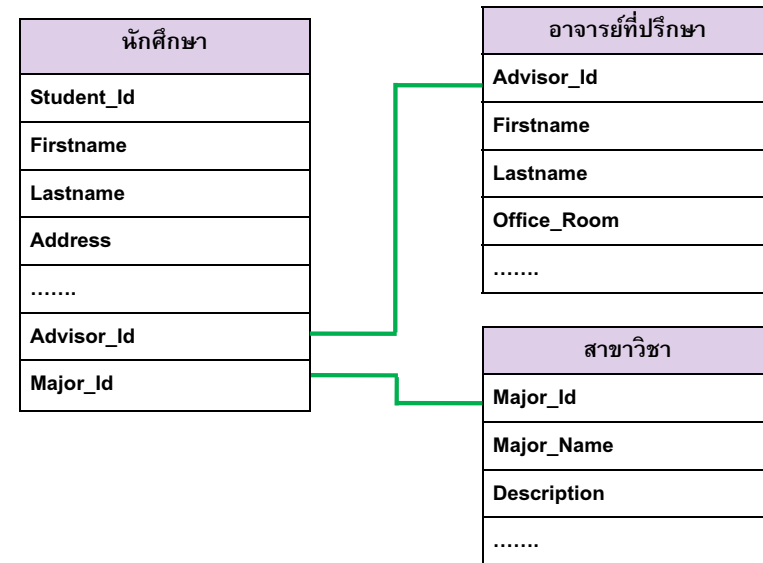 นักศึกษา
Student_Id
Firstname
Lastname
Address
.......
Advisor_Id
Major_Id
อาจารย์ที่ปรึกษา
Advisor_Id
Firstname
Lastname
Office_Room
.......
สาขาวิชา
Major_Id
Major_Name
Description
.......